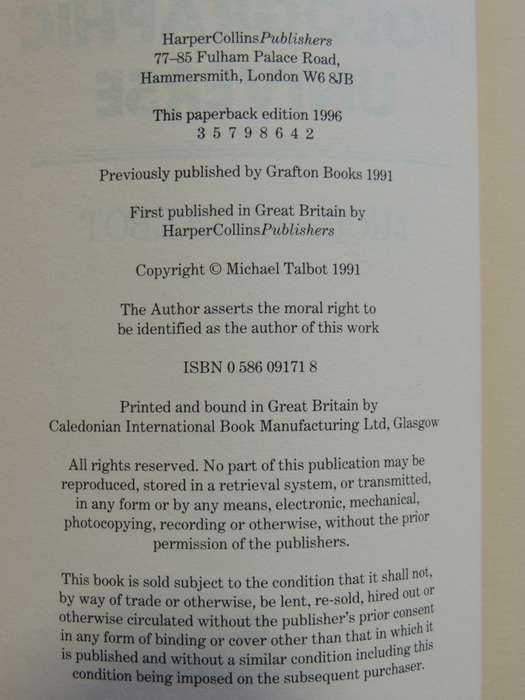 HarperCollinsPublishers
77–85 Fulham Palace Road,
Hammersmith, London W6 8JB
This paperback edition 1996
3 5 7 9 8 6 4 2
Previously published by Grafton Books 1991
First published in Great Britain by
HarperCollinsPublishers
Copyright © Michael Talbot 1991
The Author asserts the moral right to
be identified as the author of this work
ISBN 0 586 09171 8
Printed and bound in Great Britain by
Caledonian International Book Manufacturing Ltd, Glasgow
All rights reserved. No part of this publication may be
reproduced, stored in a retrieval system, or transmitted,
in any form or by any means, electronic, mechanical,
photocopying, recording or otherwise, without the prior
permission of the publishers.
This book is sold subject to the condition that it shall not,
by way of trade or otherwise, be lent, re-sold, hired out or
otherwise circulated without the publisher's prior consent
in any form of binding or cover other than that in which it
is published and without a similar condition including this
condition being imposed on the subsequent purchaser.